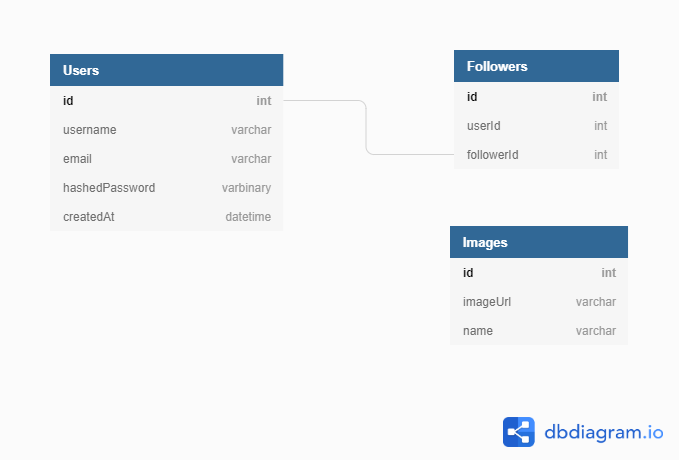 Users
id int
username varchar
email varchar
hashedPassword varbinary
createdAt datetime
Followers
id int
userId int
followerId int
Images
id int
imageUrl varchar
name varchar
dbdiagram.io